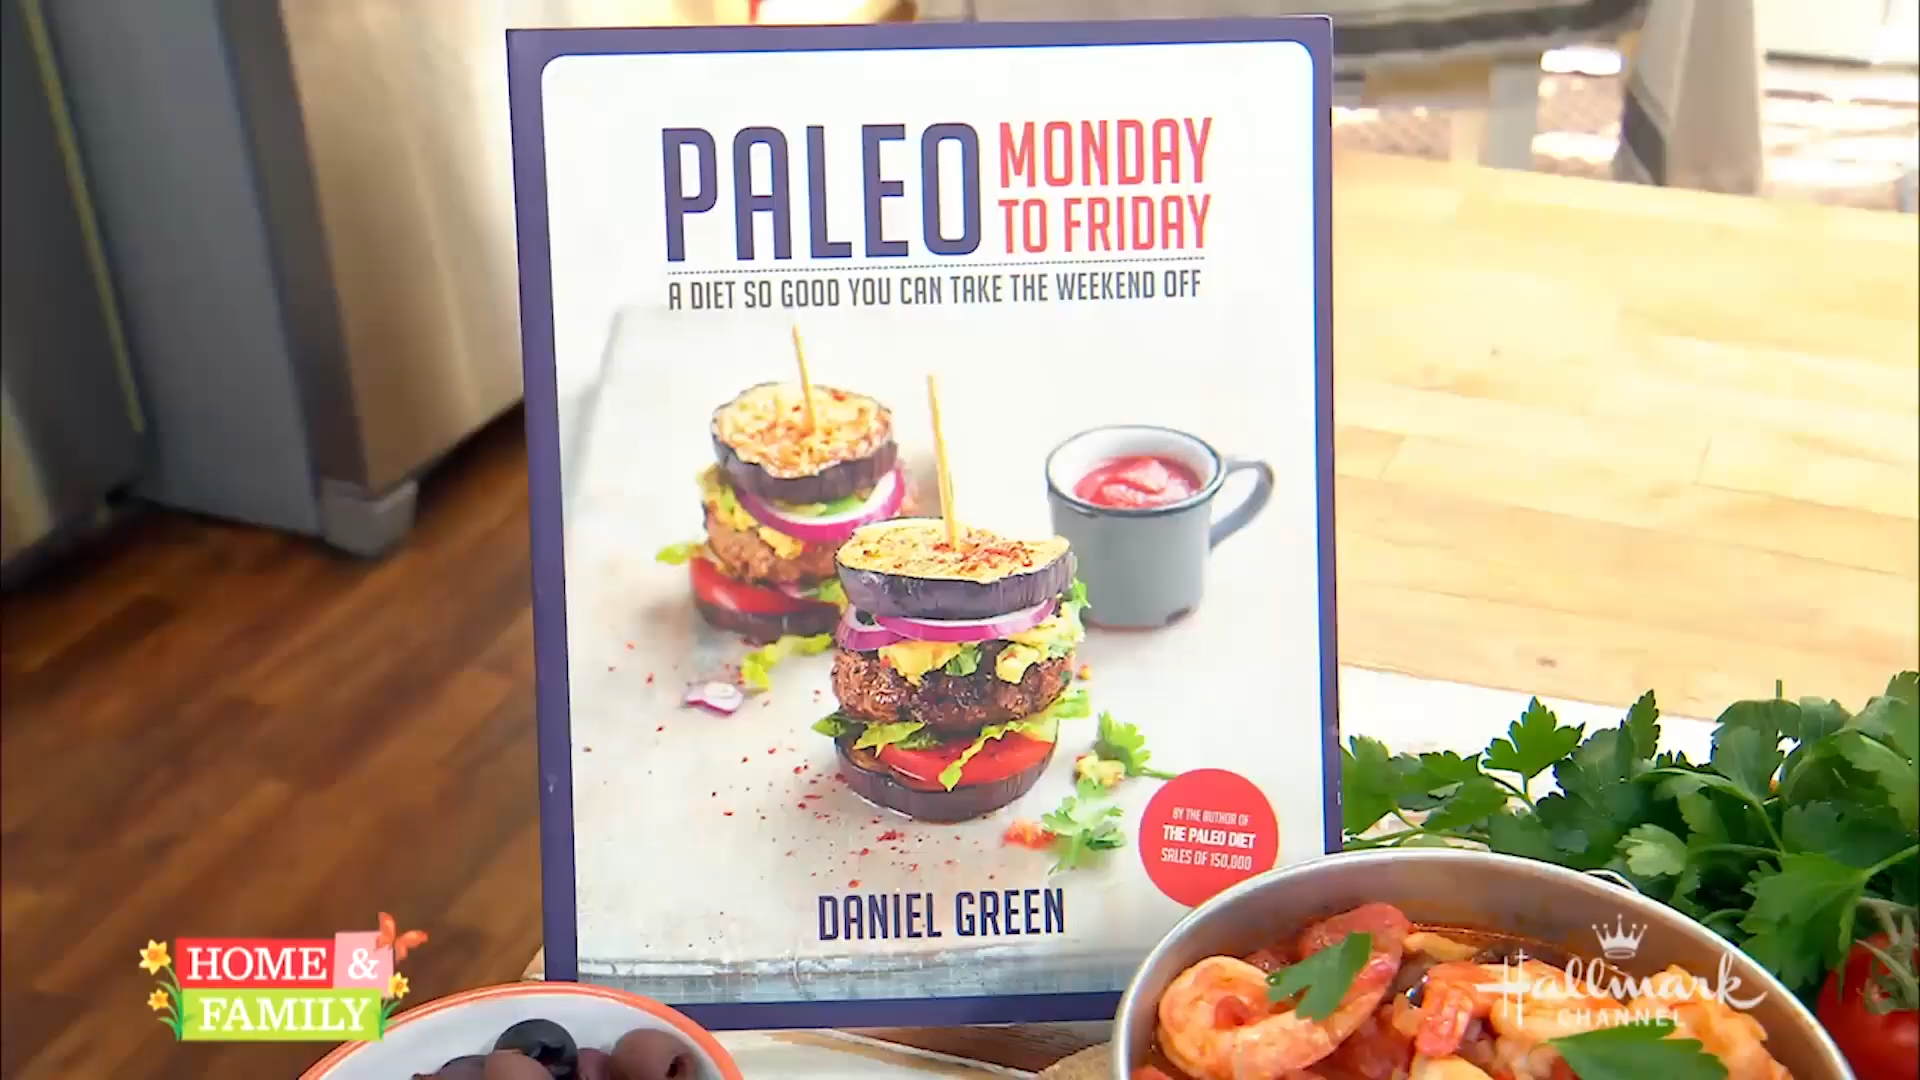 PALEO MONDAY
TO FRIDAY
A DIET SO GOOD YOU CAN TAKE THE WEEKEND OFF
BY THE AUTHOR OF
THE PALEO DIET
SALES OF 150,000
DANIEL GREEN
HOME &
FAMILY
Hallmark
CHANNEL